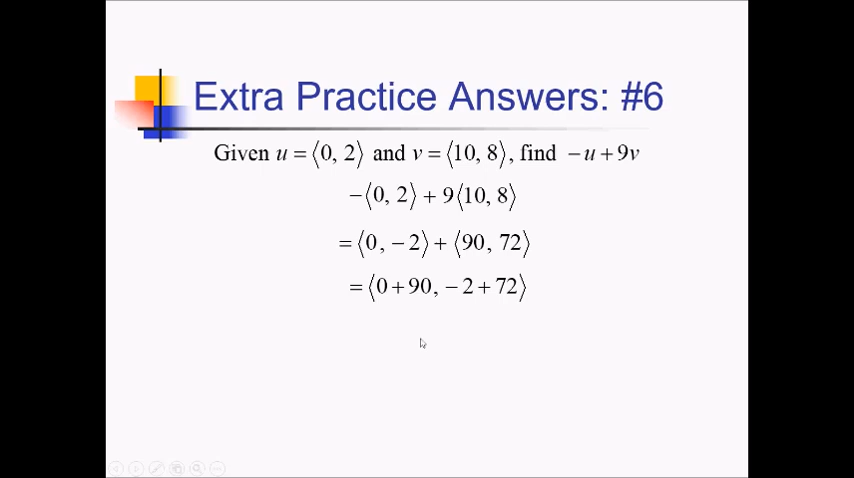 Extra Practice Answers: #6
Given u = ⟨0, 2⟩ and v = ⟨10, 8⟩, find −u + 9v
−⟨0, 2⟩ + 9⟨10, 8⟩
= ⟨0, −2⟩ + ⟨90, 72⟩
= ⟨0 + 90, −2 + 72⟩